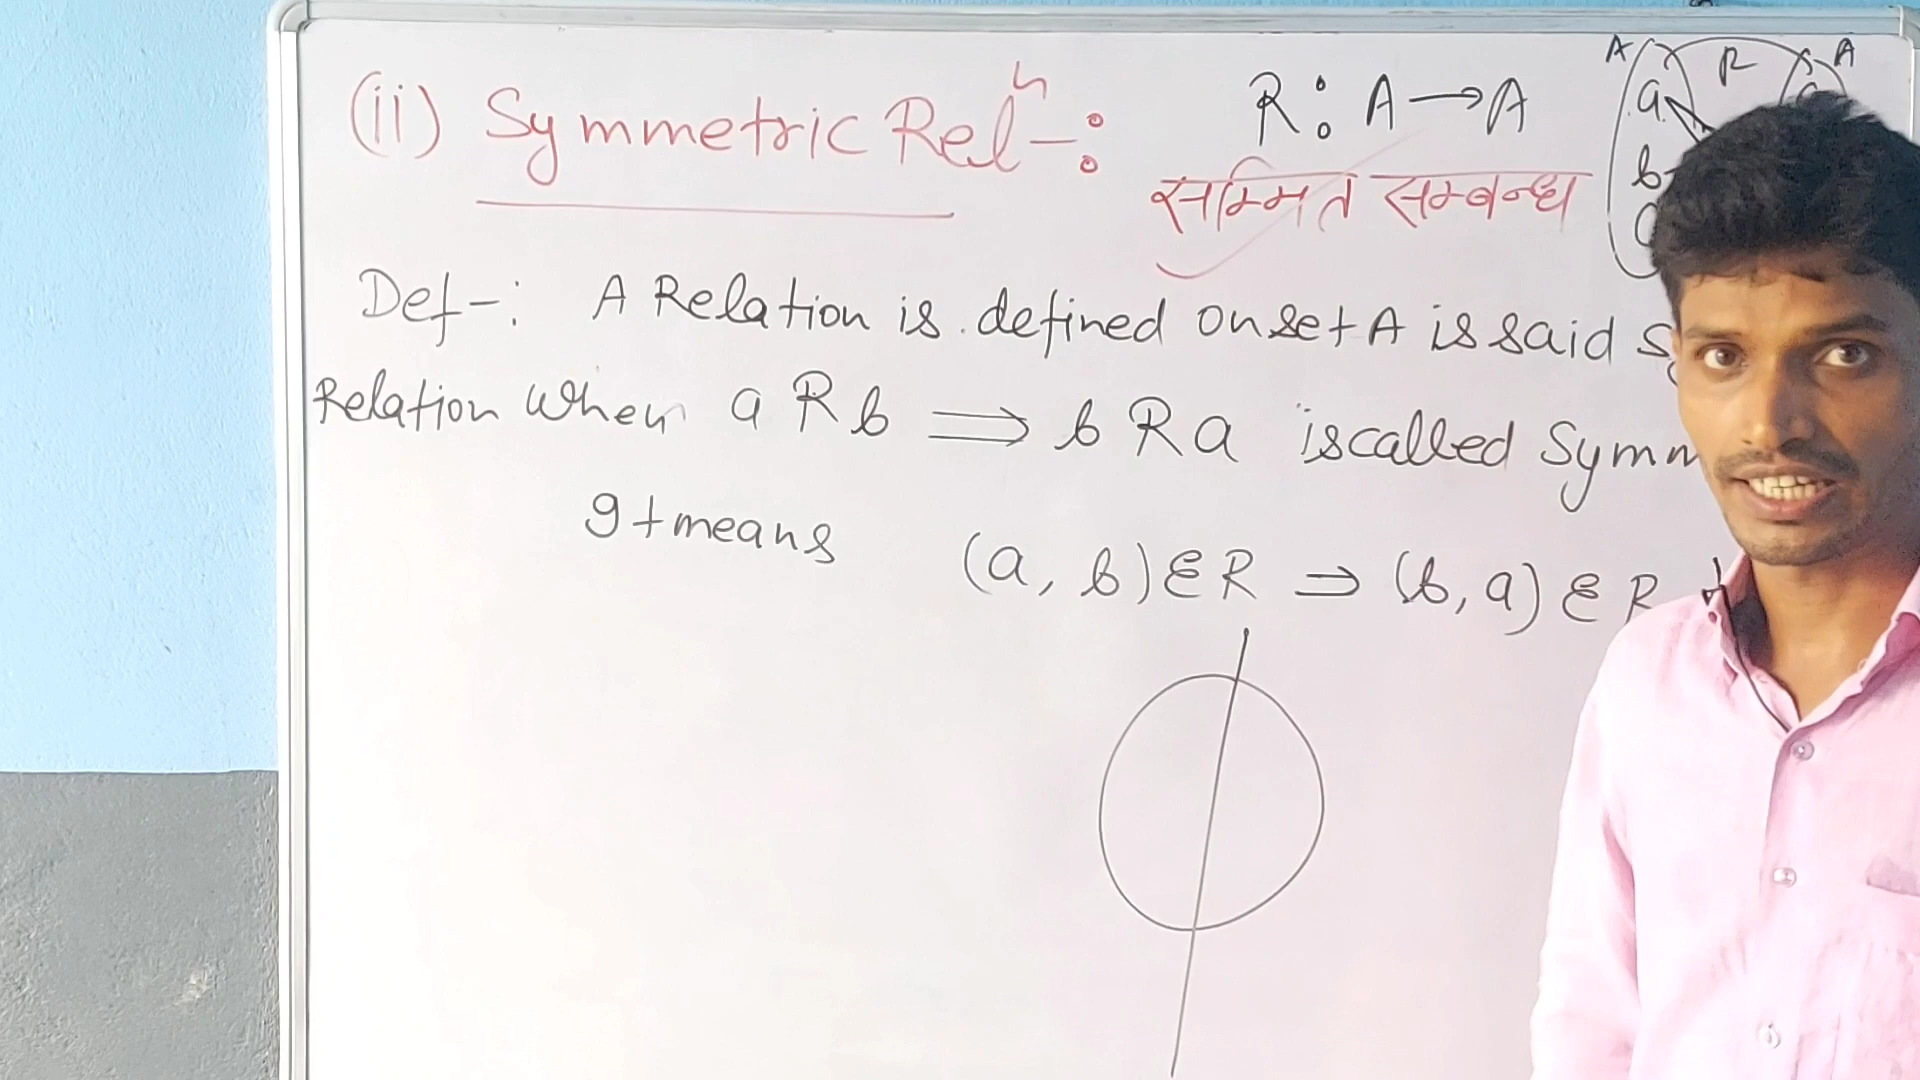 (ii) Symmetric Relⁿ-: R: A → A
A R A
a
b
सम्मित सम्बन्ध
Def-: A Relation is defined on set A is said
Relation when a R b ⟹ b R a is called Symm
It means (a, b) ∈ R ⇒ (b, a) ∈ R